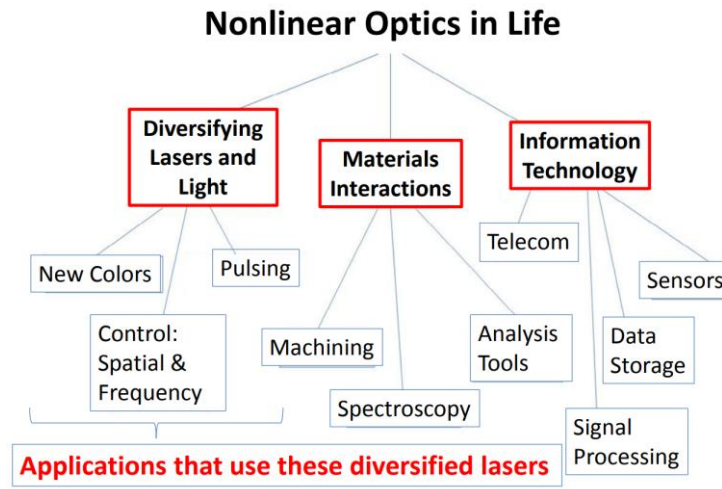 Nonlinear Optics in Life
Diversifying
Lasers and
Light
Materials
Interactions
Information
Technology
New Colors
Pulsing
Control:
Spatial &
Frequency
Machining
Spectroscopy
Analysis
Tools
Telecom
Sensors
Data
Storage
Signal
Processing
Applications that use these diversified lasers